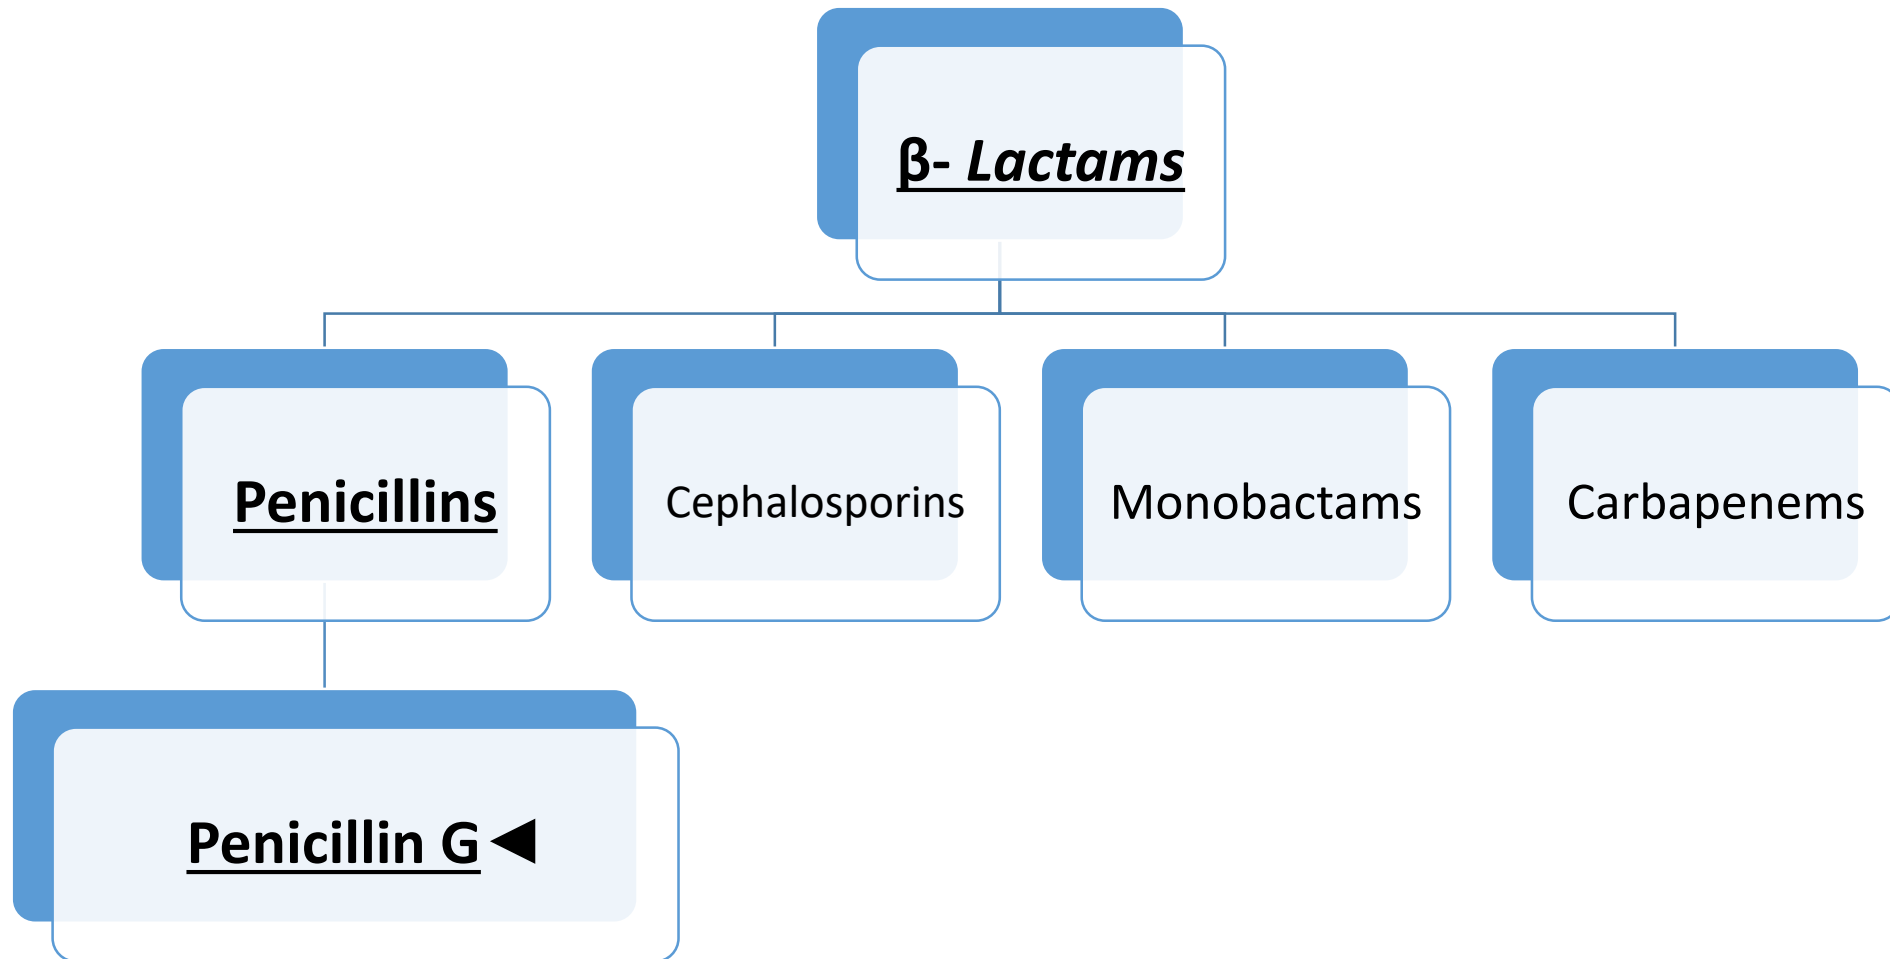 β- Lactams
Penicillins
Cephalosporins
Monobactams
Carbapenems
Penicillin G◄